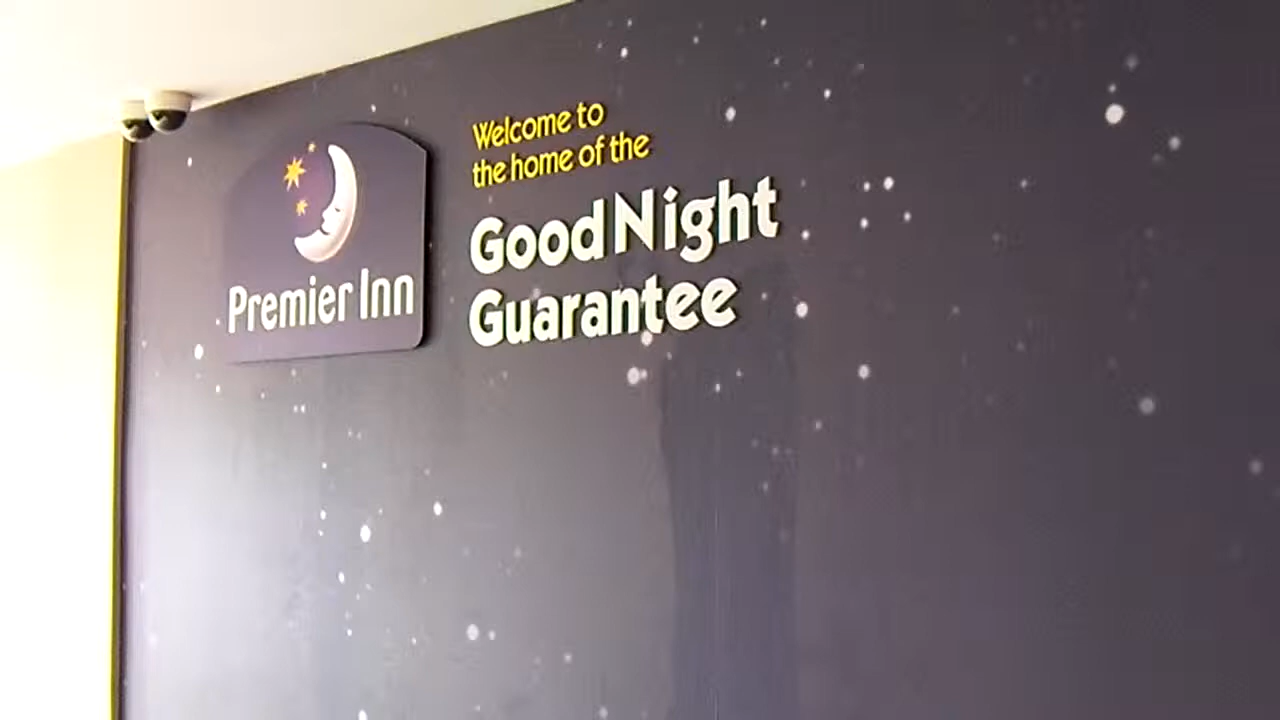 Premier Inn
Welcome to
the home of the
Good Night
Guarantee